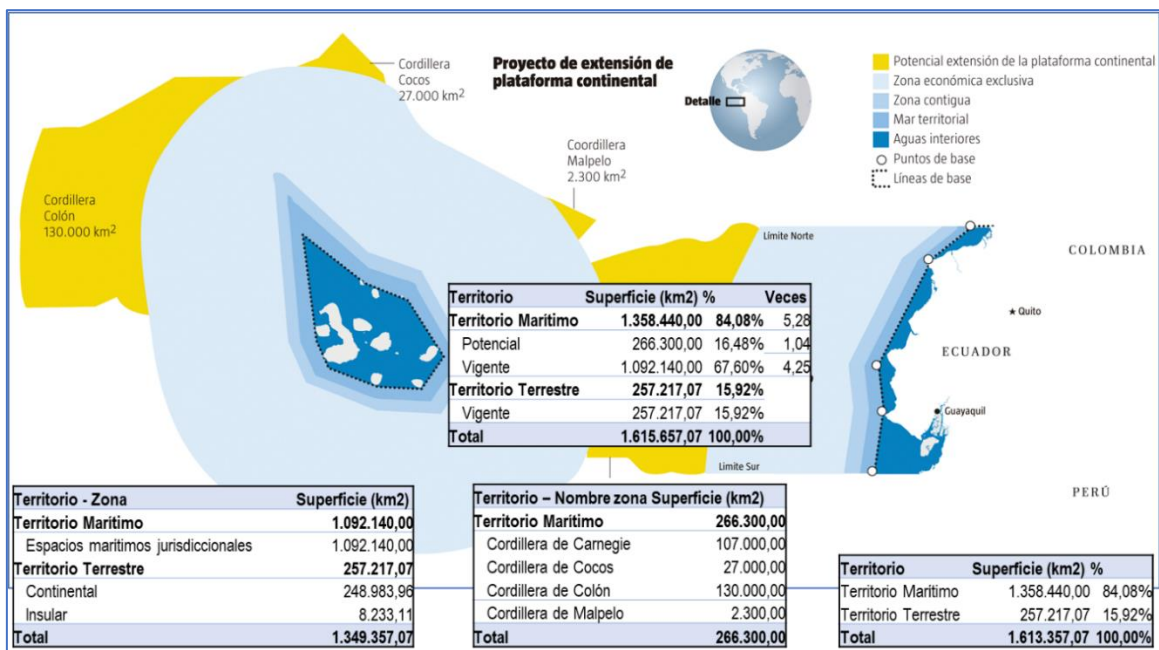 Proyecto de extensión de
plataforma continental
Detalle
Cordillera
Cocos
27.000 km2
Coordillera
Malpelo
2.300 km2
Cordillera
Colón
130.000 km2
Potencial extensión de la plataforma continental
Zona económica exclusiva
Zona contigua
Mar territorial
Aguas interiores
Puntos de base
Líneas de base
Límite Norte
COLOMBIA
Quito
ECUADOR
Guayaquil
Limite Sur
PERÚ
Territorio Superficie (km2) % Veces
Territorio Marítimo 1.358.440,00 84,08% 5,28
Potencial 266.300,00 16,48% 1,04
Vigente 1.092.140,00 67,60% 4,25
Territorio Terrestre 257.217,07 15,92%
Vigente 257.217,07 15,92%
Total 1.615.657,07 100,00%
Territorio - Zona Superficie (km2)
Territorio Marítimo 1.092.140,00
Espacios marítimos jurisdiccionales 1.092.140,00
Territorio Terrestre 257.217,07
Continental 248.983,96
Insular 8.233,11
Total 1.349.357,07
Territorio – Nombre zona Superficie (km2)
Territorio Marítimo 266.300,00
Cordillera de Carnegie 107.000,00
Cordillera de Cocos 27.000,00
Cordillera de Colón 130.000,00
Cordillera de Malpelo 2.300,00
Total 266.300,00
Territorio Superficie (km2) %
Territorio Marítimo 1.358.440,00 84,08%
Territorio Terrestre 257.217,07 15,92%
Total 1.613.357,07 100,00%